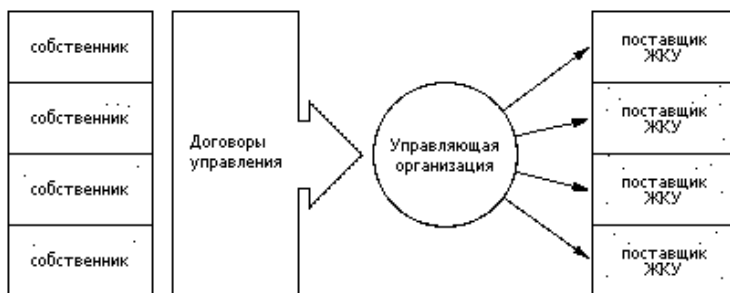 собственник
собственник
собственник
собственник
Договоры
управления
Управляющая
организация
поставщик
ЖКУ
поставщик
ЖКУ
поставщик
ЖКУ
поставщик
ЖКУ